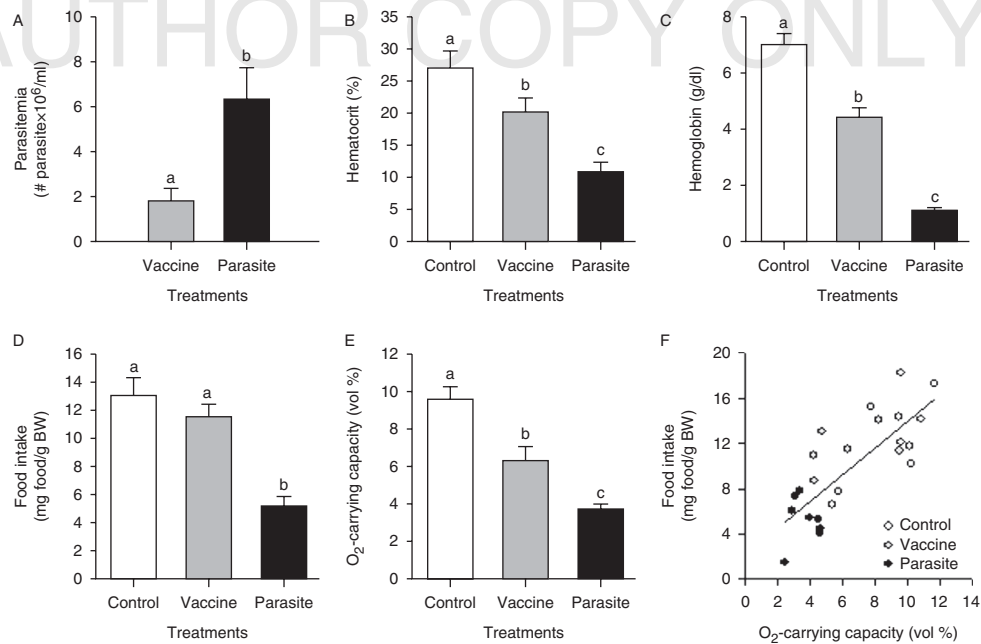 AUTHOR COPY ONLY
A
10
8
6
4
2
0
Parasitemia
(# parasite×10⁶/ml)
a
b
Vaccine
Parasite
Treatments
B
35
30
25
20
15
10
5
0
Hematocrit (%)
a
b
c
Control
Vaccine
Parasite
Treatments
C
8
6
4
2
0
Hemoglobin (g/dl)
a
b
c
Control
Vaccine
Parasite
Treatments
D
16
14
12
10
8
6
4
2
0
Food intake
(mg food/g BW)
a
a
b
Control
Vaccine
Parasite
Treatments
E
12
10
8
6
4
2
0
O₂-carrying capacity (vol %)
a
b
c
Control
Vaccine
Parasite
Treatments
F
20
16
12
8
4
0
Food intake
(mg food/g BW)
Control
Vaccine
Parasite
0 2 4 6 8 10 12 14
O₂-carrying capacity (vol %)